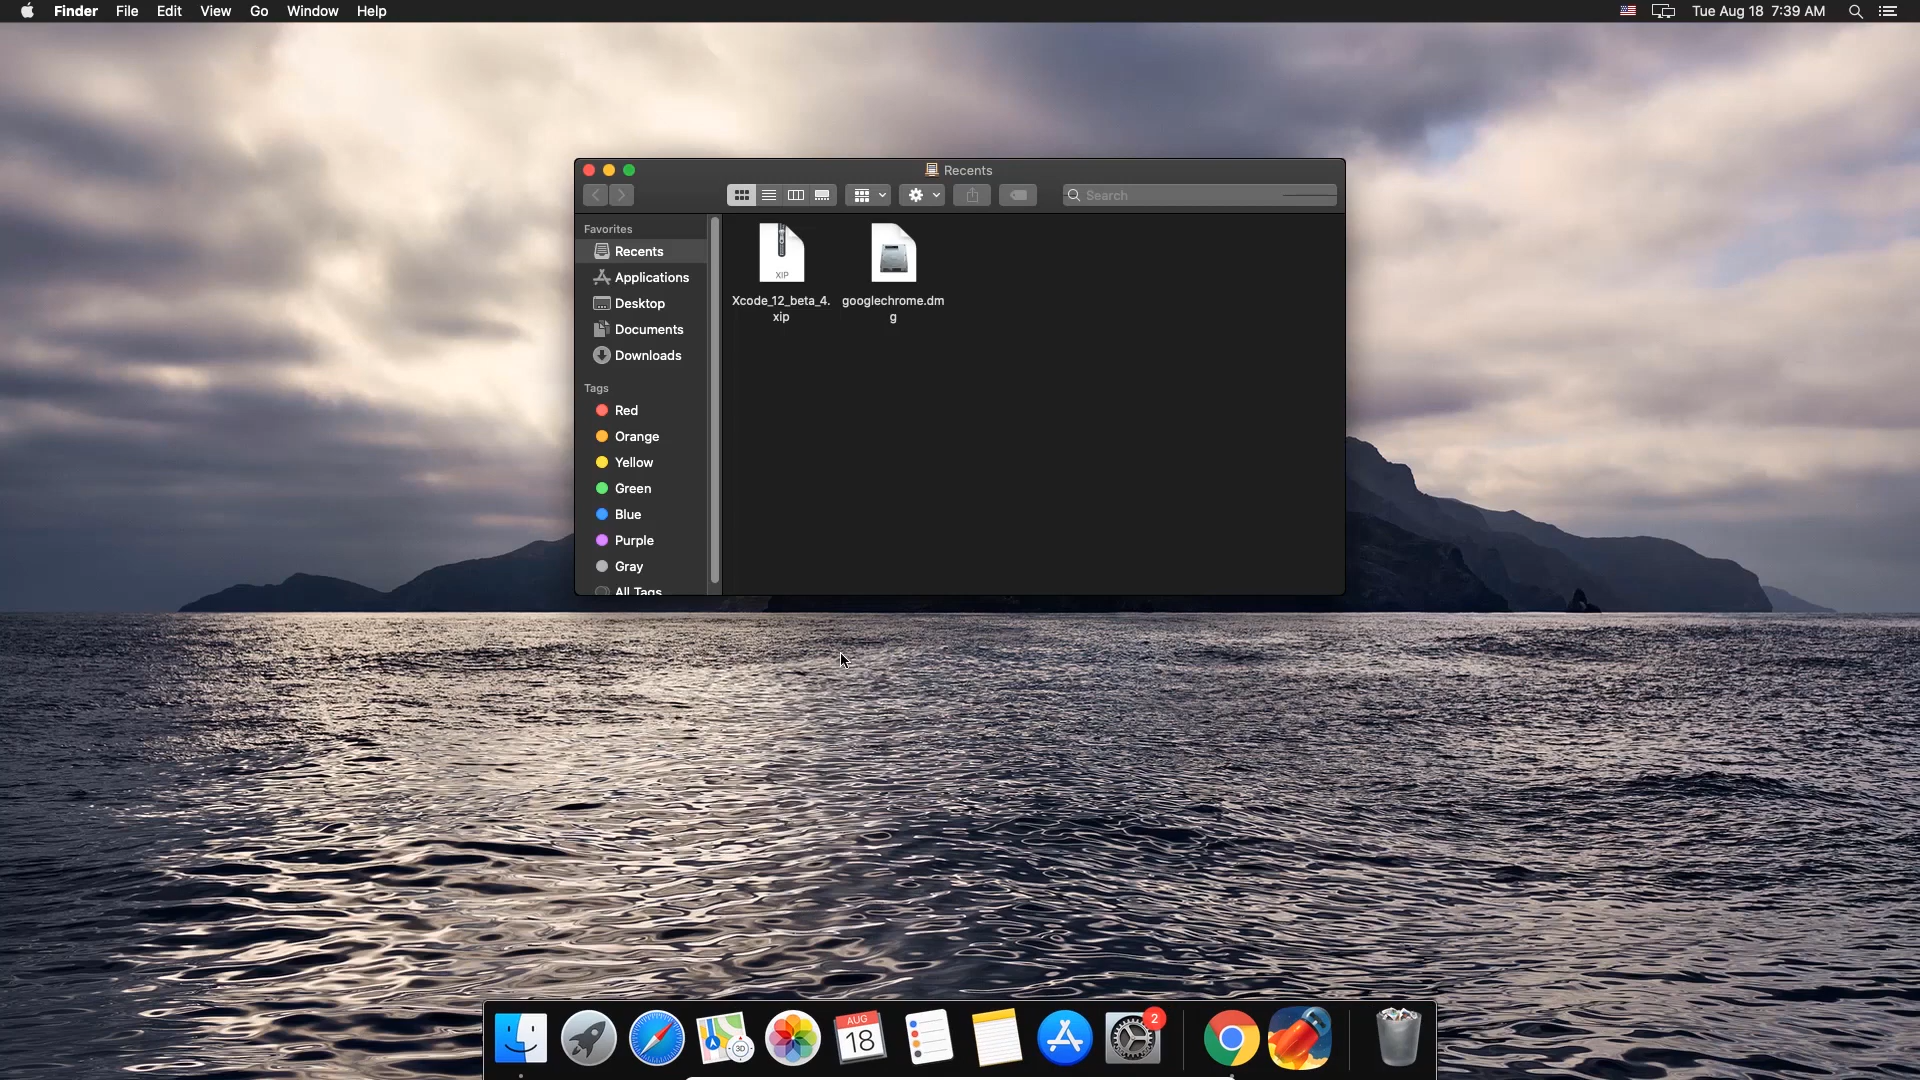 Finder File Edit View Go Window Help Tue Aug 18 7:39 AM
Recents
Search
Favorites
Recents
Applications
Desktop
Documents
Downloads
Tags
Red
Orange
Yellow
Green
Blue
Purple
Gray
All Tags
XIP
Xcode_12_beta_4.
xip
googlechrome.dm
g
3D
AUG
18
2